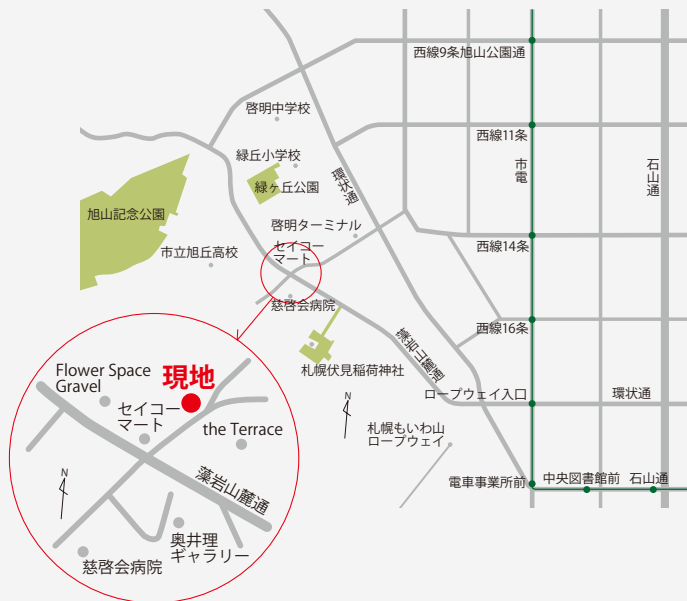 西線9条旭山公園通
啓明中学校
西線11条
緑丘小学校
市電
石山通
環状通
緑ヶ丘公園
旭山記念公園
啓明ターミナル
西線14条
市立旭丘高校
セイコー
マート
慈啓会病院
西線16条
藻岩山麓通
札幌伏見稲荷神社
ロープウェイ入口
環状通
N
札幌もいわ山
ロープウェイ
電車事業所前
中央図書館前
石山通
Flower Space
Gravel
現地
セイコー
マート
the Terrace
N
藻岩山麓通
奥井理
ギャラリー
慈啓会病院